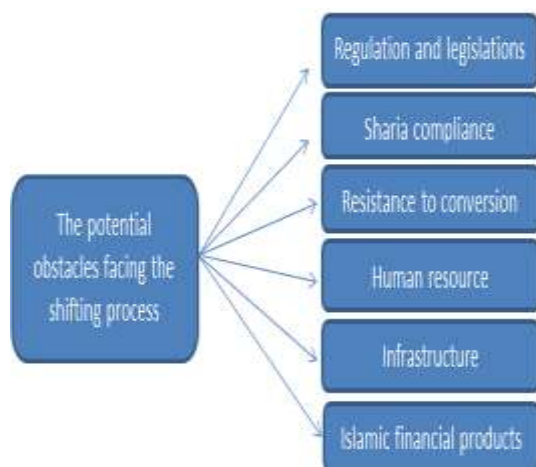 The potential
obstacles facing the
shifting process
Regulation and legislations
Sharia compliance
Resistance to conversion
Human resource
Infrastructure
Islamic financial products